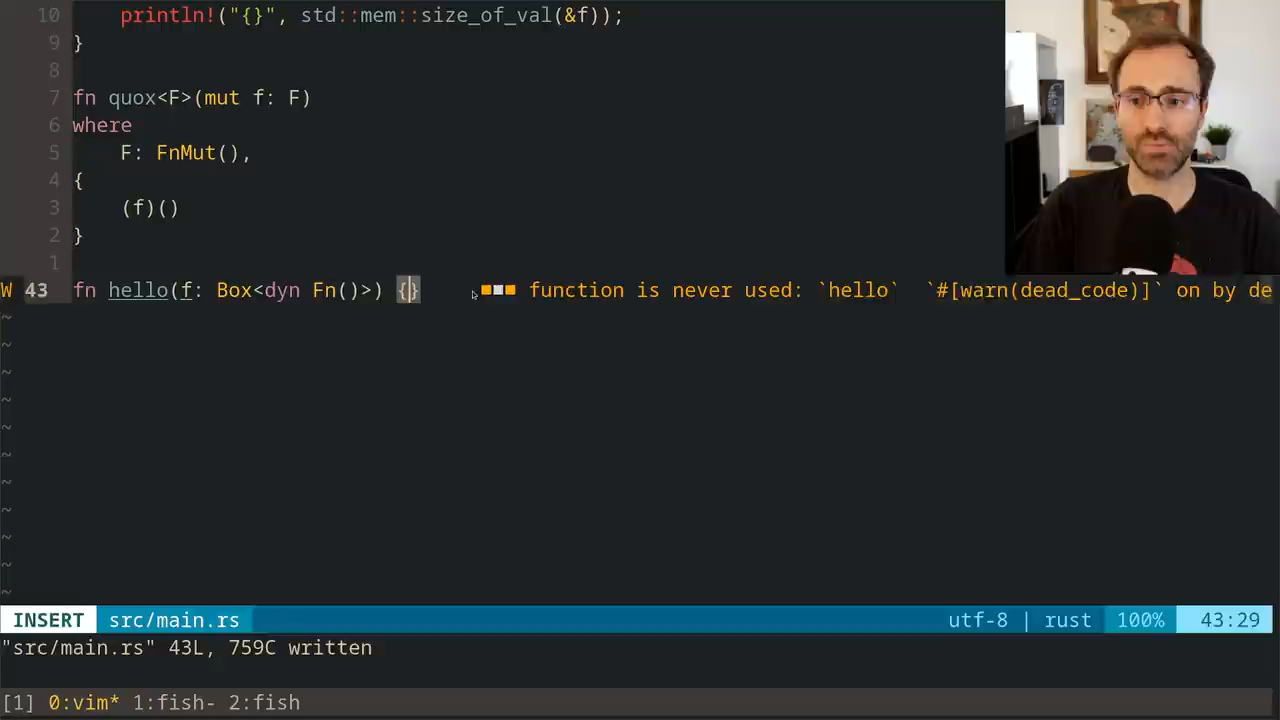 10 println!("{}", std::mem::size_of_val(&f));
9 }
8
7 fn quox<F>(mut f: F)
6 where
5 F: FnMut(),
4 {
3 (f)()
2 }
1
W 43 fn hello(f: Box<dyn Fn()>) {} ■■■ function is never used: `hello` `#[warn(dead_code)]` on by de
~
~
~
~
~
~
~
~
~
~
~
INSERT src/main.rs utf-8 | rust 100% 43:29
"src/main.rs" 43L, 759C written
[1] 0:vim* 1:fish- 2:fish